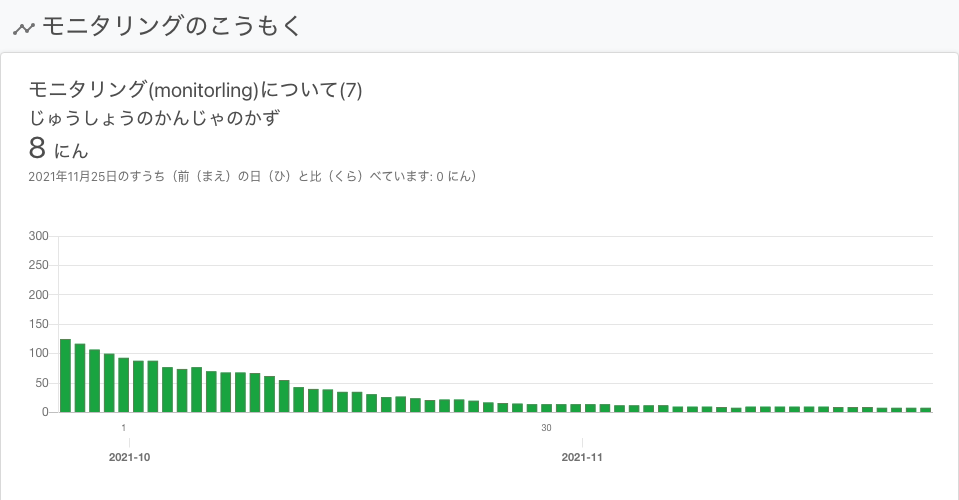 モニタリングのこうもく
モニタリング(monitorling)について(7)
じゅうしょうのかんじゃのかず
8 にん
2021年11月25日のすうち（前（まえ）の日（ひ）と比（くら）べています: 0 にん）
300
250
200
150
100
50
0
1
30
2021-10
2021-11